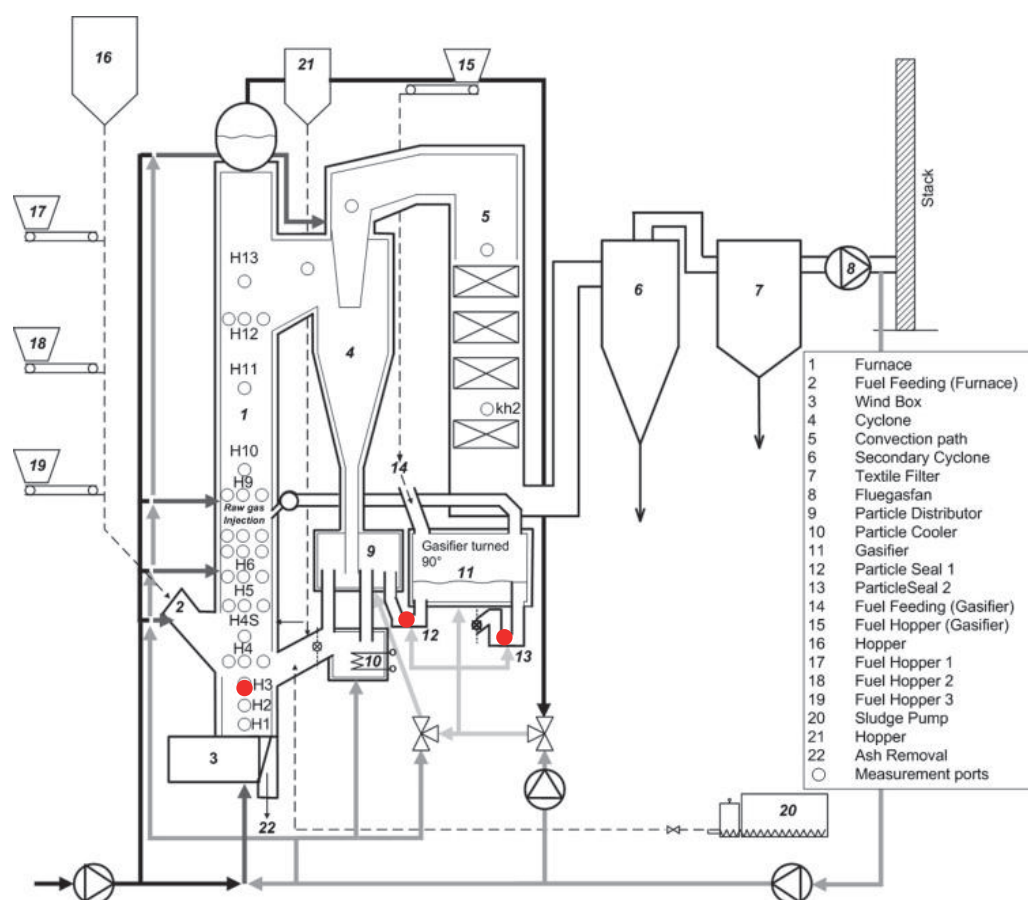 16
21
15
17
18
19
H13
H12
H11
1
H10
H9
Raw gas
Injection
H6
H5
H4S
H4
H3
H2
H1
2
3
22
4
5
kh2
14
9
Gasifier turned
90°
11
12
13
10
6
7
8
Stack
20
1 Furnace
2 Fuel Feeding (Furnace)
3 Wind Box
4 Cyclone
5 Convection path
6 Secondary Cyclone
7 Textile Filter
8 Fluegasfan
9 Particle Distributor
10 Particle Cooler
11 Gasifier
12 Particle Seal 1
13 ParticleSeal 2
14 Fuel Feeding (Gasifier)
15 Fuel Hopper (Gasifier)
16 Hopper
17 Fuel Hopper 1
18 Fuel Hopper 2
19 Fuel Hopper 3
20 Sludge Pump
21 Hopper
22 Ash Removal
Measurement ports